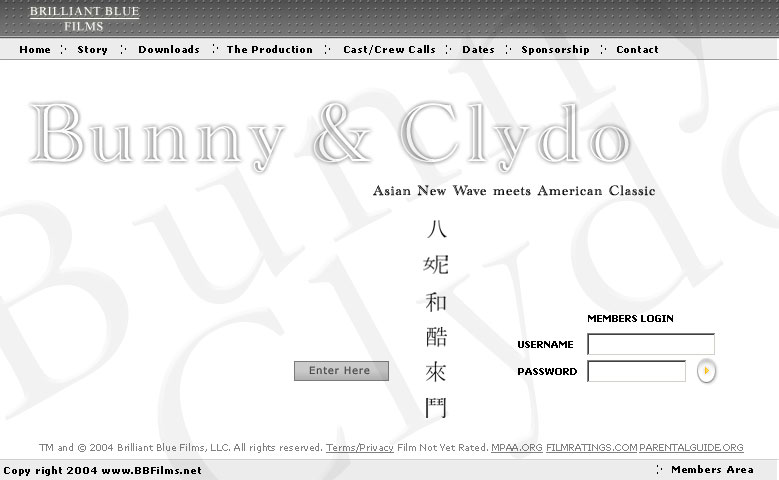 BRILLIANT BLUE
FILMS
Home Story Downloads The Production Cast/Crew Calls Dates Sponsorship Contact
Bunny & Clydo
Asian New Wave meets American Classic
八
妮
和
酷
來
鬥
MEMBERS LOGIN
USERNAME
PASSWORD
Enter Here
TM and © 2004 Brilliant Blue Films, LLC. All rights reserved. Terms/Privacy Film Not Yet Rated. MPAA.ORG FILMRATINGS.COM PARENTALGUIDE.ORG
Copy right 2004 www.BBFilms.net
Members Area
Bunny
Clydo